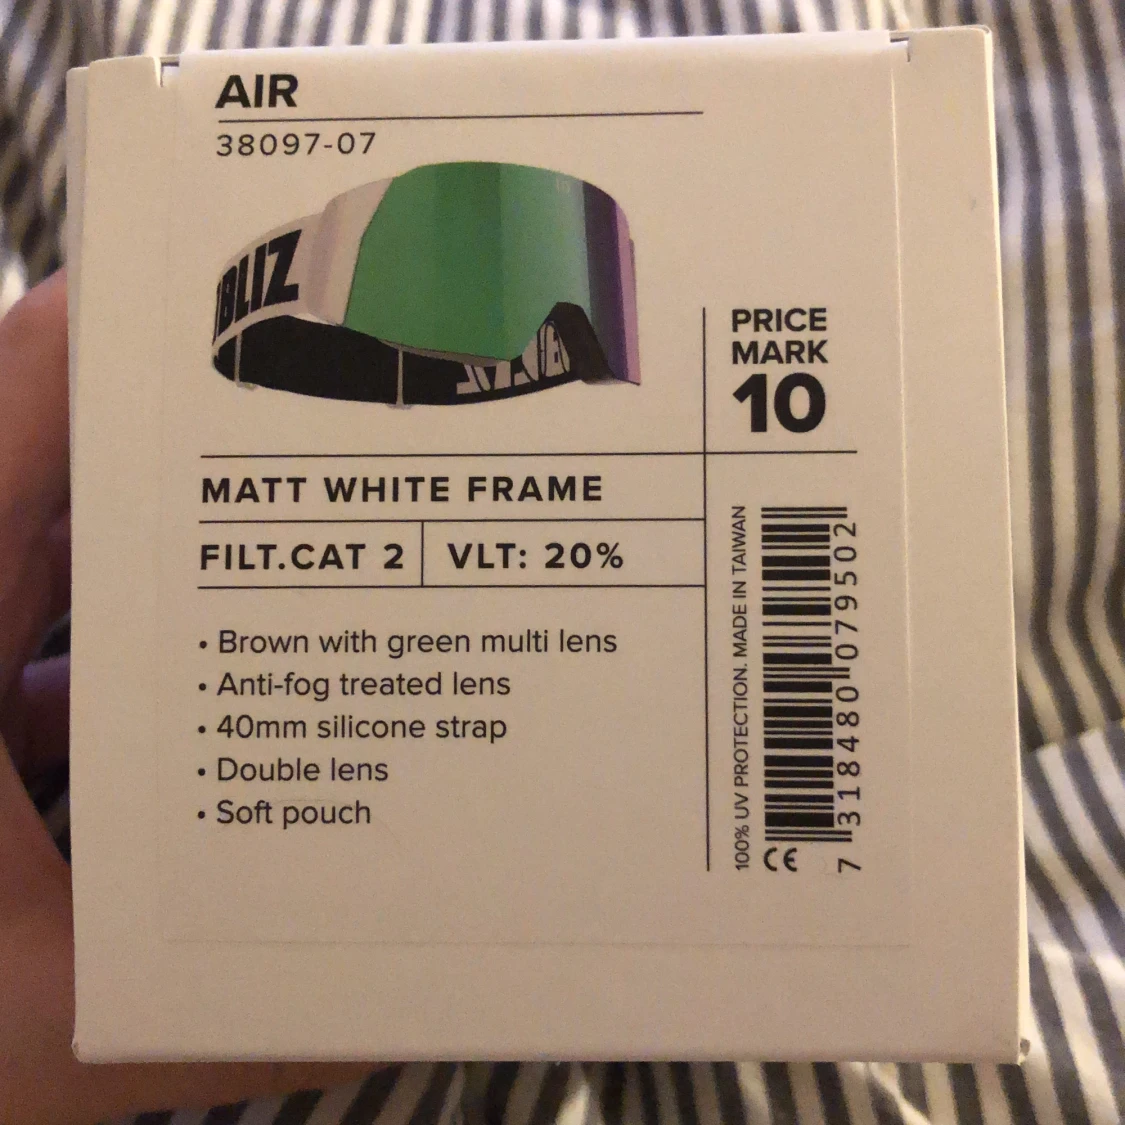 AIR
38097-07
BLIZ
PRICE
MARK
10
MATT WHITE FRAME
FILT.CAT 2
VLT: 20%
• Brown with green multi lens
• Anti-fog treated lens
• 40mm silicone strap
• Double lens
• Soft pouch
100% UV PROTECTION. MADE IN TAIWAN
CE
7 318480 079502